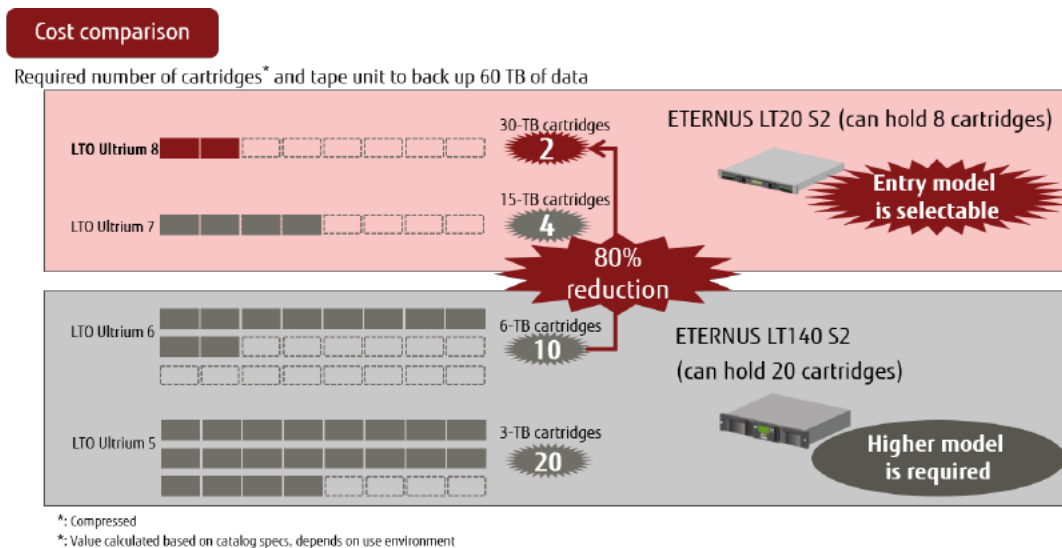 Cost comparison
Required number of cartridges* and tape unit to back up 60 TB of data
LTO Ultrium 8
30-TB cartridges
2
ETERNUS LT20 S2 (can hold 8 cartridges)
Entry model
is selectable
LTO Ultrium 7
15-TB cartridges
4
80%
reduction
LTO Ultrium 6
6-TB cartridges
10
ETERNUS LT140 S2
(can hold 20 cartridges)
LTO Ultrium 5
3-TB cartridges
20
Higher model
is required
*: Compressed
*: Value calculated based on catalog specs, depends on use environment